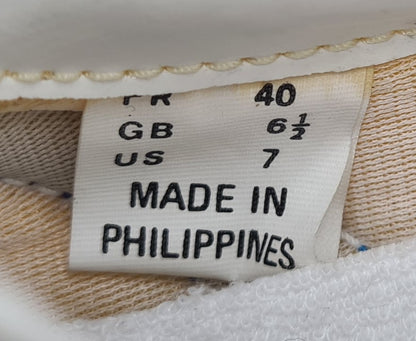 FR 40
GB 6½
US 7
MADE IN
PHILIPPINES